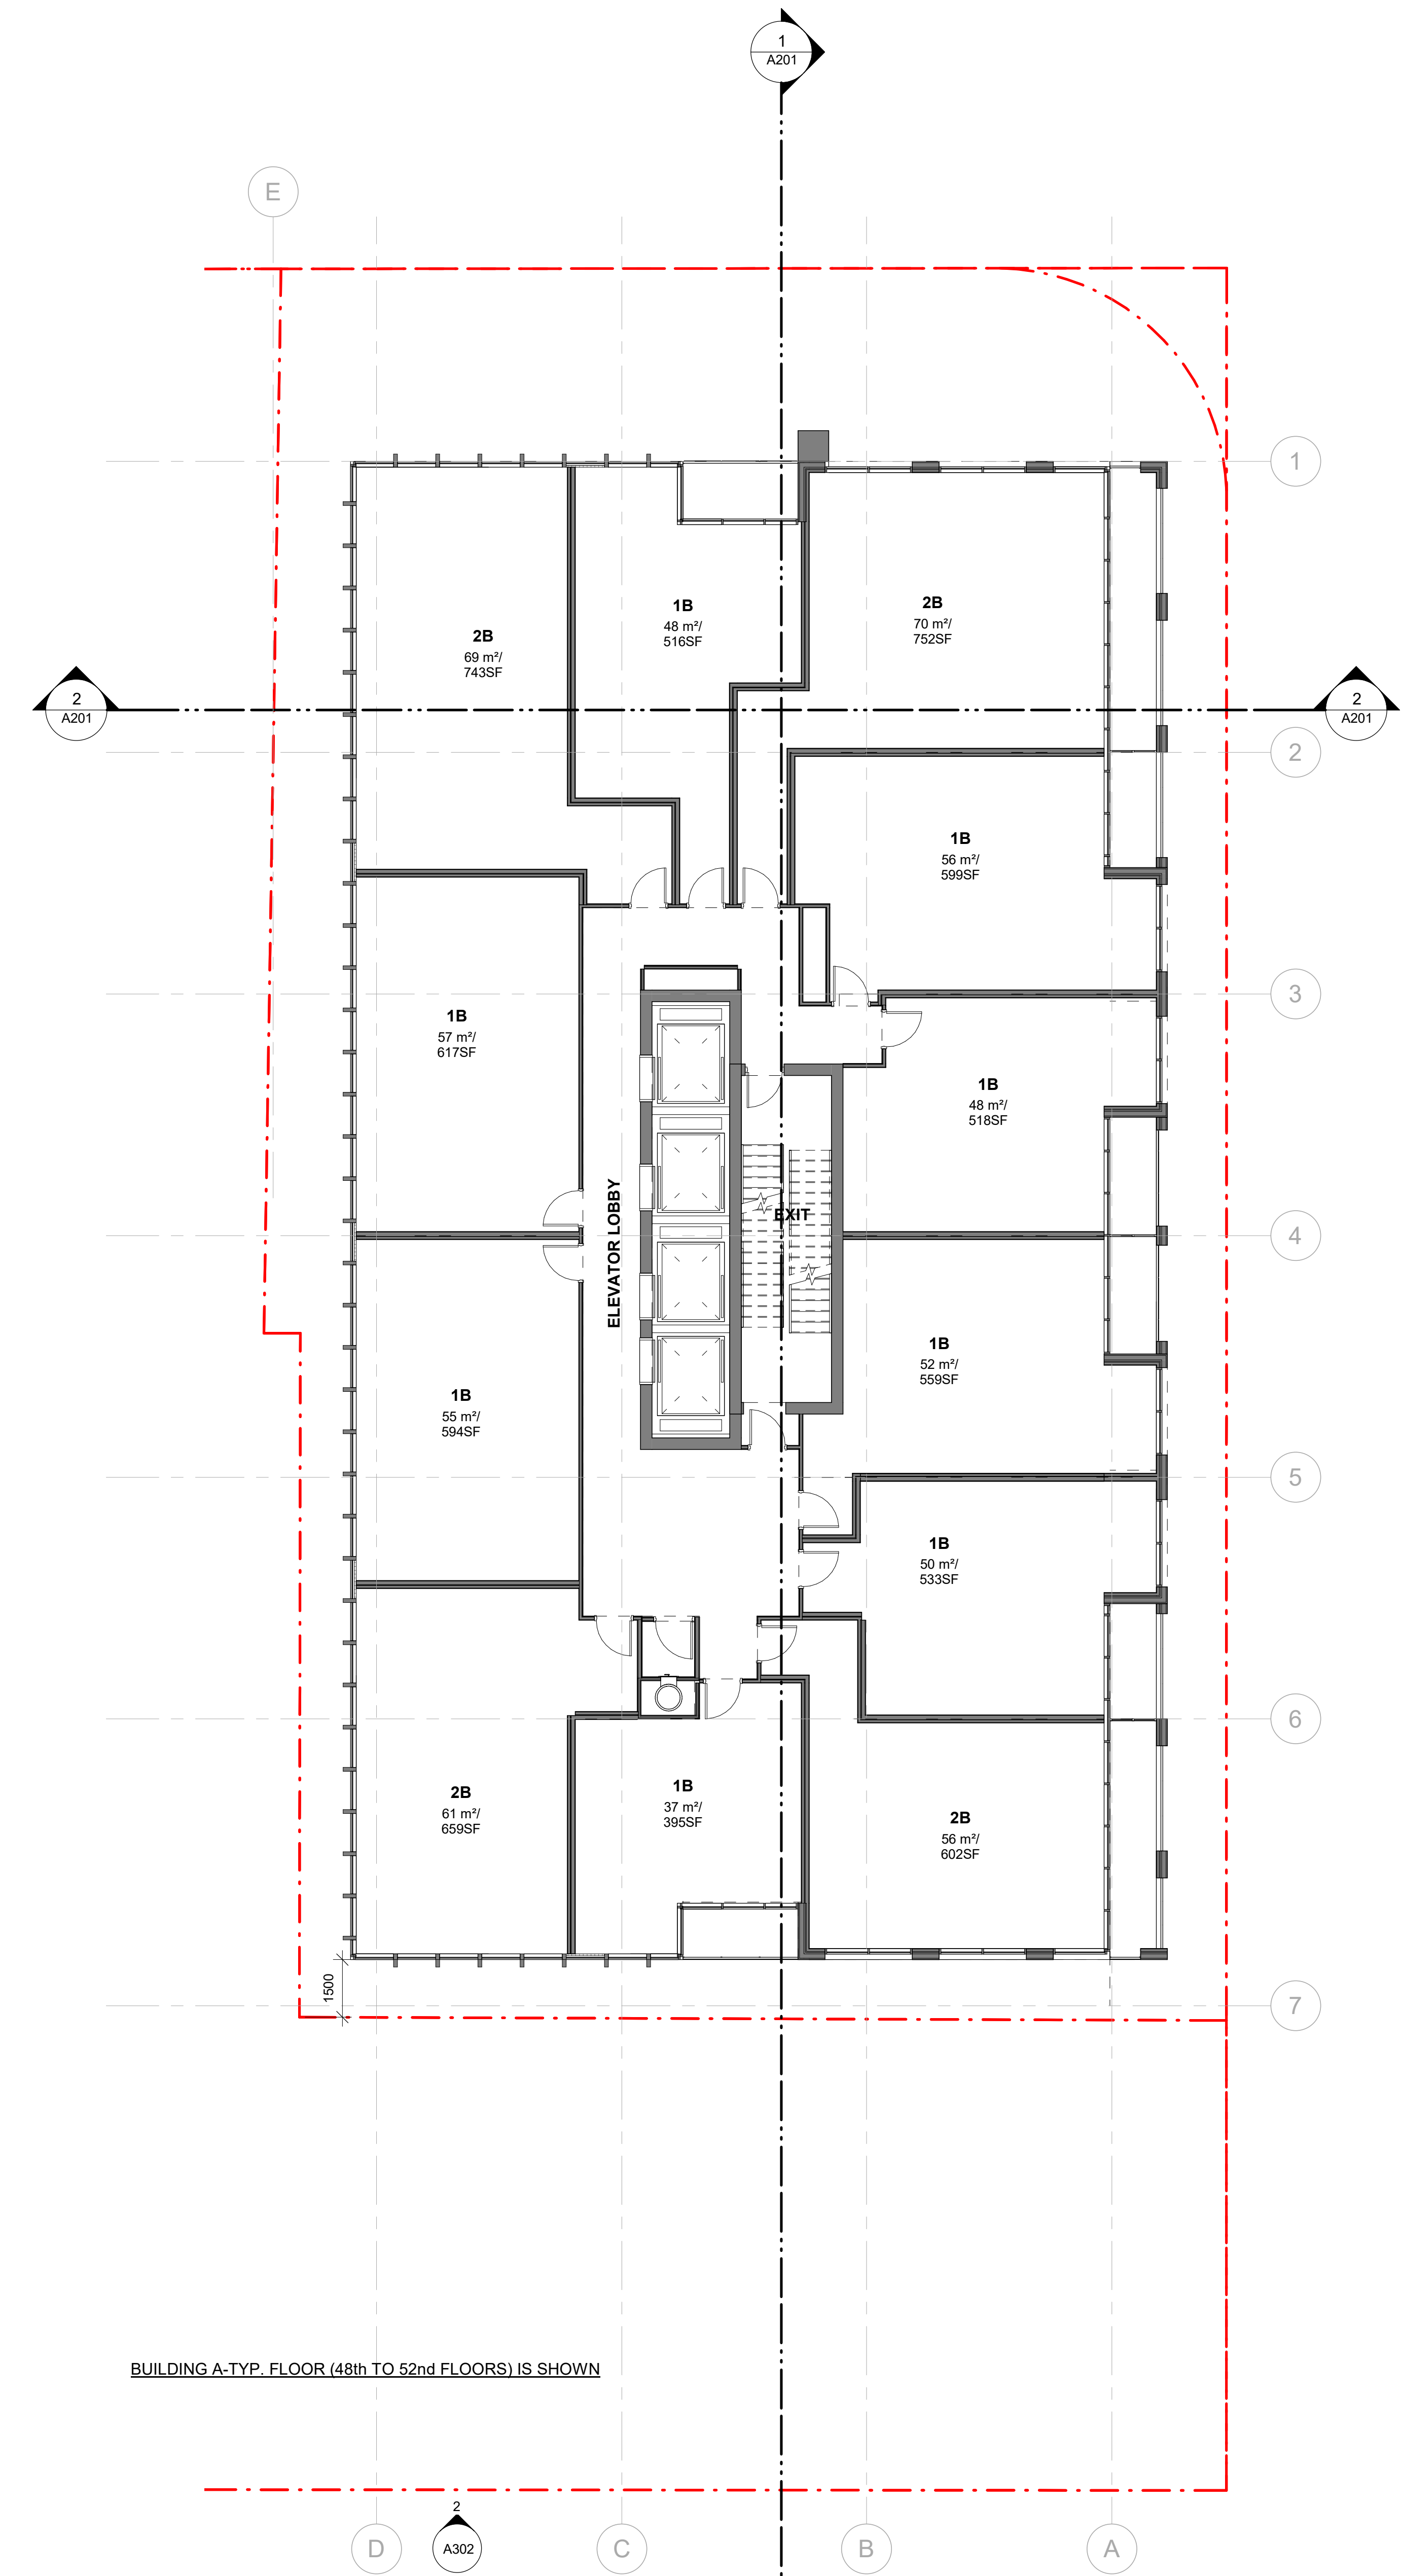 1
A201
E
1
1B
48 m²/
516SF
2B
70 m²/
752SF
2B
69 m²/
743SF
2
A201
2
A201
2
1B
56 m²/
599SF
3
1B
57 m²/
617SF
1B
48 m²/
518SF
ELEVATOR LOBBY
EXIT
4
1B
52 m²/
559SF
1B
55 m²/
594SF
5
1B
50 m²/
533SF
6
2B
61 m²/
659SF
1B
37 m²/
395SF
2B
56 m²/
602SF
1500
7
BUILDING A-TYP. FLOOR (48th TO 52nd FLOORS) IS SHOWN
2
A302
D
C
B
A